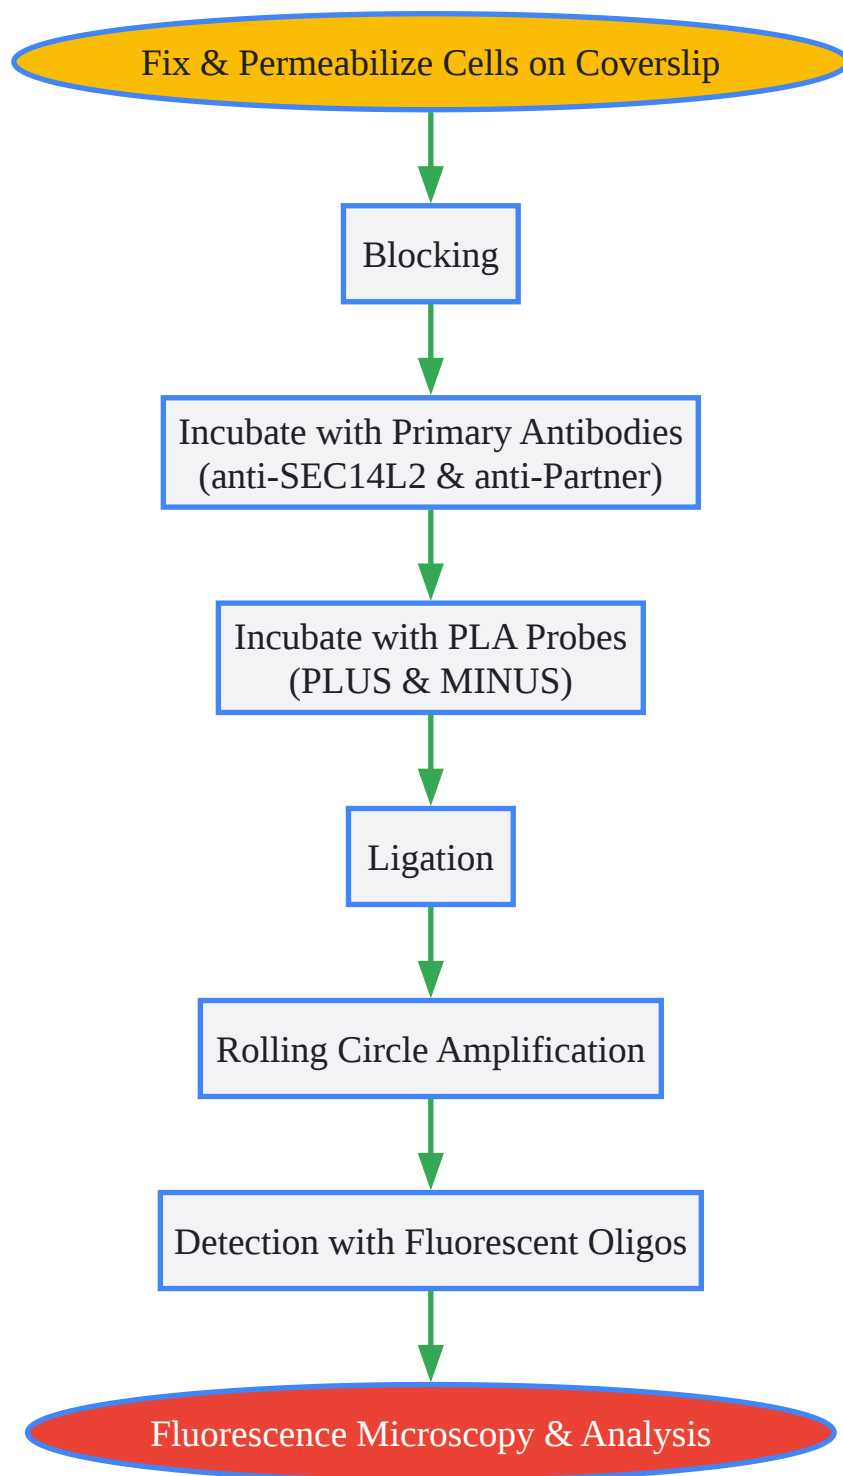 Fix & Permeabilize Cells on Coverslip
Blocking
Incubate with Primary Antibodies
(anti-SEC14L2 & anti-Partner)
Incubate with PLA Probes
(PLUS & MINUS)
Ligation
Rolling Circle Amplification
Detection with Fluorescent Oligos
Fluorescence Microscopy & Analysis